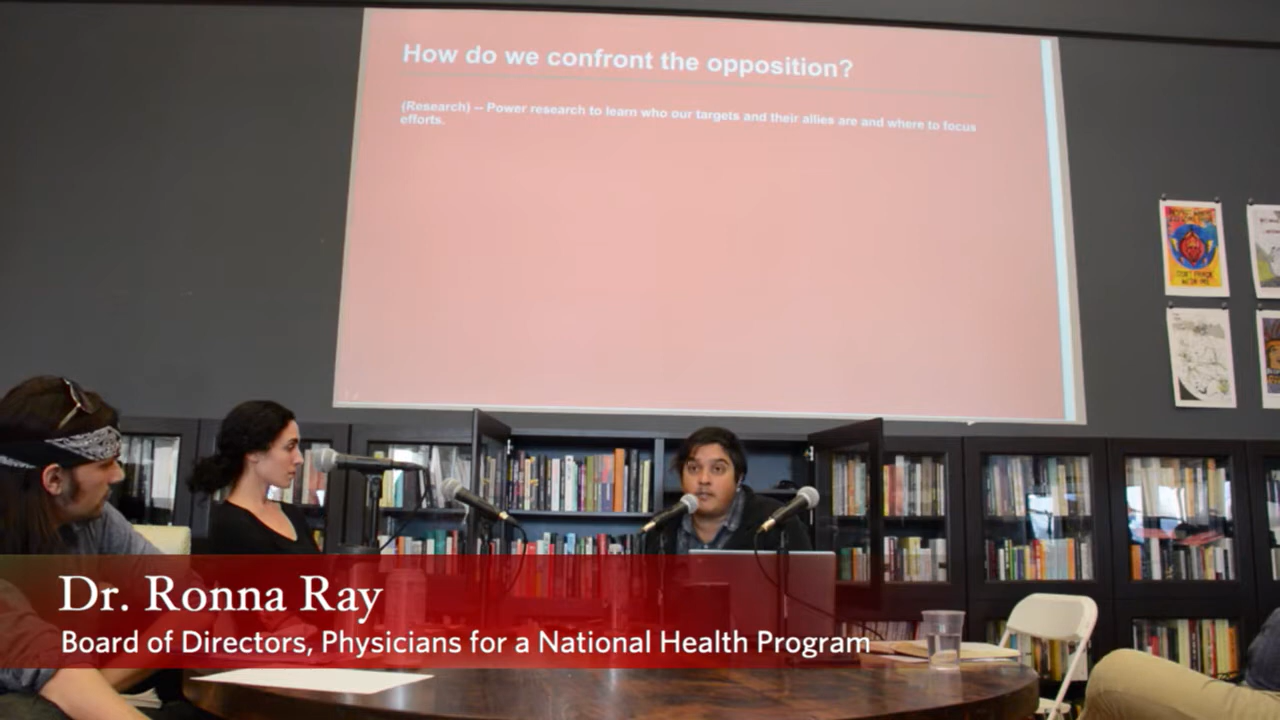 How do we confront the opposition?
(Research) -- Power research to learn who our targets and their allies are and where to focus
efforts.
Dr. Ronna Ray
Board of Directors, Physicians for a National Health Program